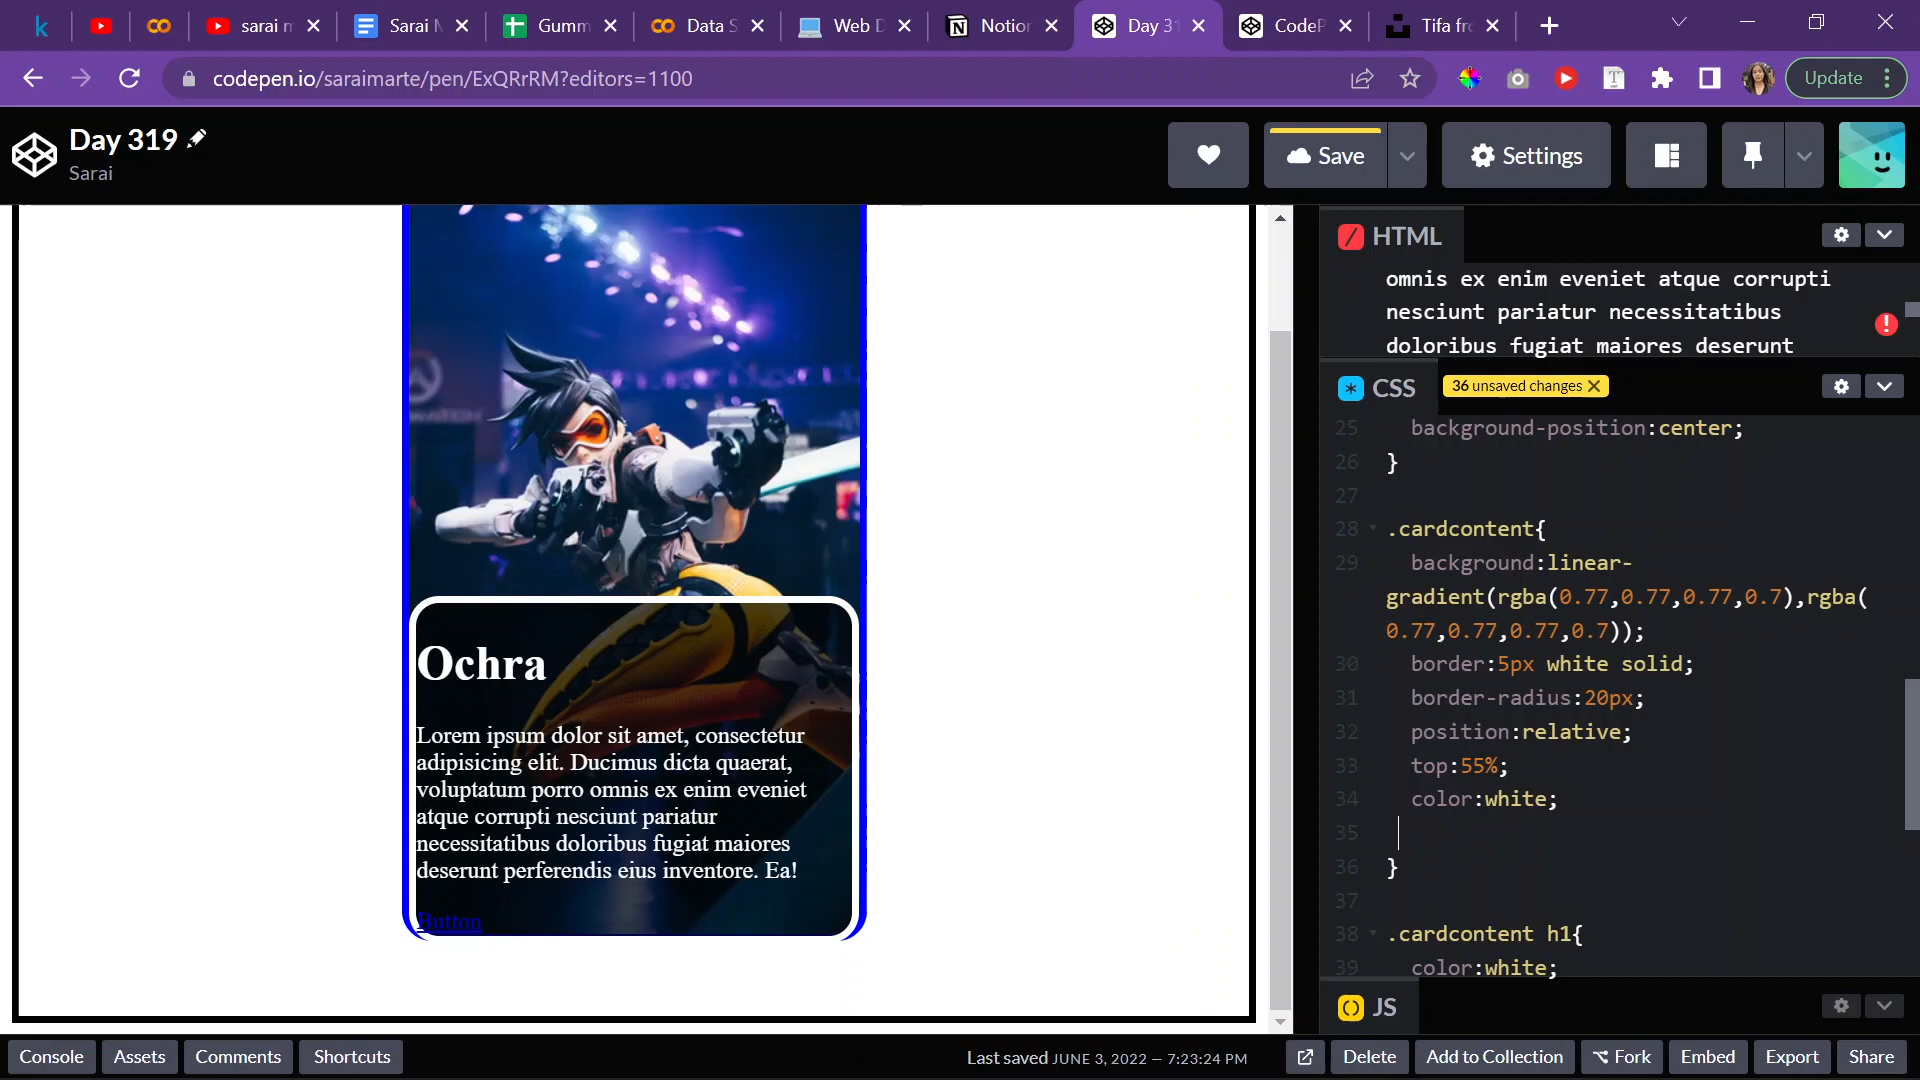 sarai m
Sarai M
Gumm
Data S
Web D
Notion
Day 31
CodeP
Tifa fr
codepen.io/saraimarte/pen/ExQRrRM?editors=1100
Update
Day 319
Sarai
Save
Settings
HTML
omnis ex enim eveniet atque corrupti
nesciunt pariatur necessitatibus
doloribus fugiat maiores deserunt
CSS
36 unsaved changes
25 background-position:center;
26 }
27
28 .cardcontent{
29 background:linear-
gradient(rgba(0.77,0.77,0.77,0.7),rgba(
0.77,0.77,0.77,0.7));
30 border:5px white solid;
31 border-radius:20px;
32 position:relative;
33 top:55%;
34 color:white;
35
36 }
37
38 .cardcontent h1{
39 color:white;
JS
Ochra
Lorem ipsum dolor sit amet, consectetur
adipisicing elit. Ducimus dicta quaerat,
voluptatum porro omnis ex enim eveniet
atque corrupti nesciunt pariatur
necessitatibus doloribus fugiat maiores
deserunt perferendis eius inventore. Ea!
Button
Console
Assets
Comments
Shortcuts
Last saved JUNE 3, 2022 — 7:23:24 PM
Delete
Add to Collection
Fork
Embed
Export
Share